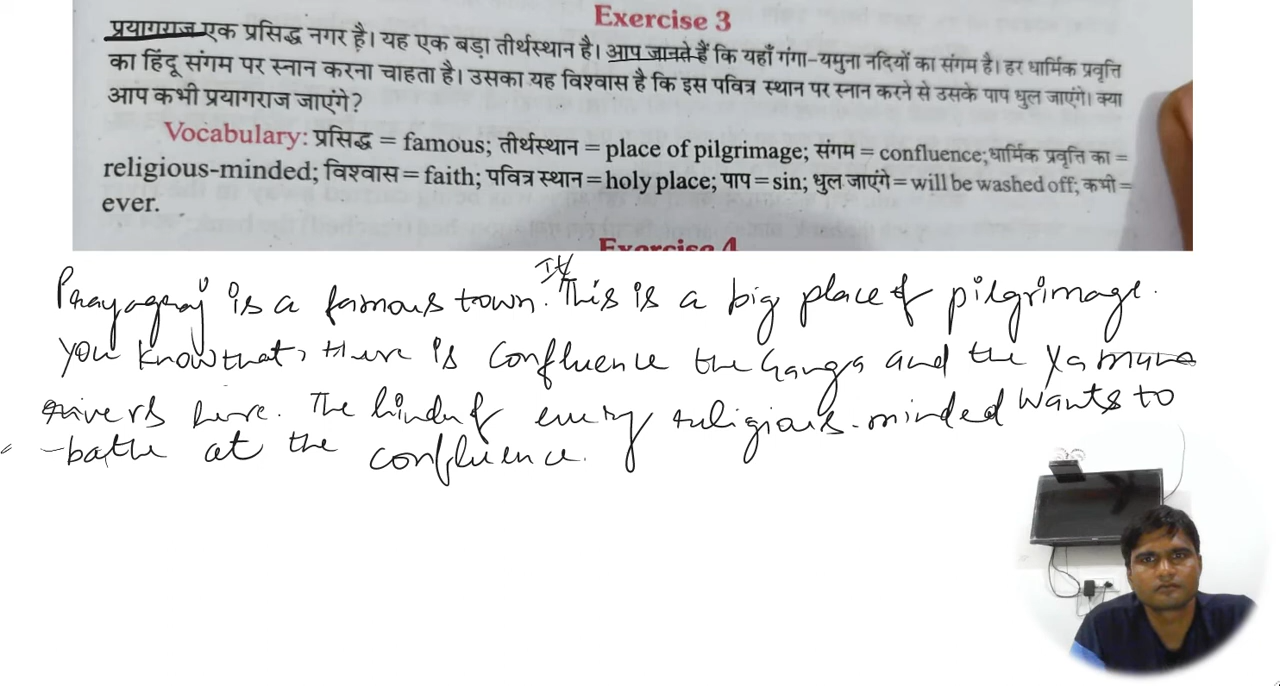 Exercise 3
प्रयागराज एक प्रसिद्ध नगर है। यह एक बड़ा तीर्थस्थान है। आप जानते हैं कि यहाँ गंगा-यमुना नदियों का संगम है। हर धार्मिक प्रवृत्ति
का हिंदू संगम पर स्नान करना चाहता है। उसका यह विश्वास है कि इस पवित्र स्थान पर स्नान करने से उसके पाप धुल जाएंगे। क्या
आप कभी प्रयागराज जाएंगे?
Vocabulary: प्रसिद्ध = famous; तीर्थस्थान = place of pilgrimage; संगम = confluence; धार्मिक प्रवृत्ति का =
religious-minded; विश्वास = faith; पवित्र स्थान = holy place; पाप = sin; धुल जाएंगे = will be washed off; कभी =
ever.
Exercise 4
It/
Prayagraj is a famous town. This is a big place of pilgrimage.
You know that, there is confluence the Ganga and the Yamuna
rivers here. The hindu of every religious-minded wants to
bathe at the confluence.